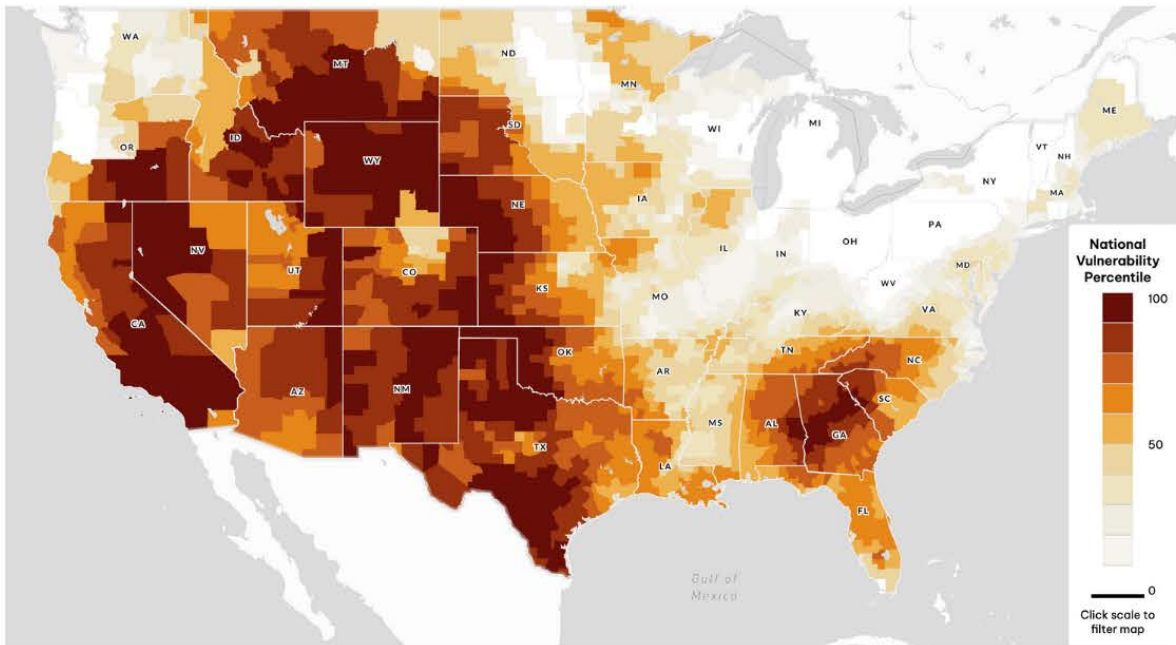 WA
MT
ND
MN
ME
OR
ID
SD
WI
MI
VT
NH
WY
NY
MA
NE
IA
PA
NV
UT
CO
IL
IN
OH
MD
KS
MO
WV
VA
KY
CA
AZ
NM
OK
AR
TN
NC
TX
MS
AL
GA
SC
LA
FL
Gulf of
Mexico
National
Vulnerability
Percentile
100
50
0
Click scale to
filter map